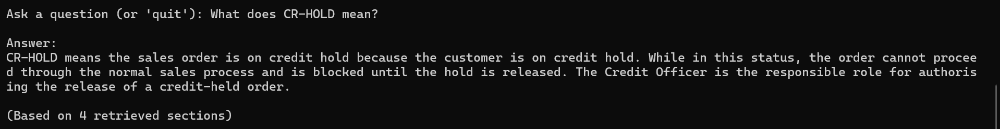 Ask a question (or 'quit'): What does CR-HOLD mean?
Answer:
CR-HOLD means the sales order is on credit hold because the customer is on credit hold. While in this status, the order cannot procee
d through the normal sales process and is blocked until the hold is released. The Credit Officer is the responsible role for authoris
ing the release of a credit-held order.
(Based on 4 retrieved sections)